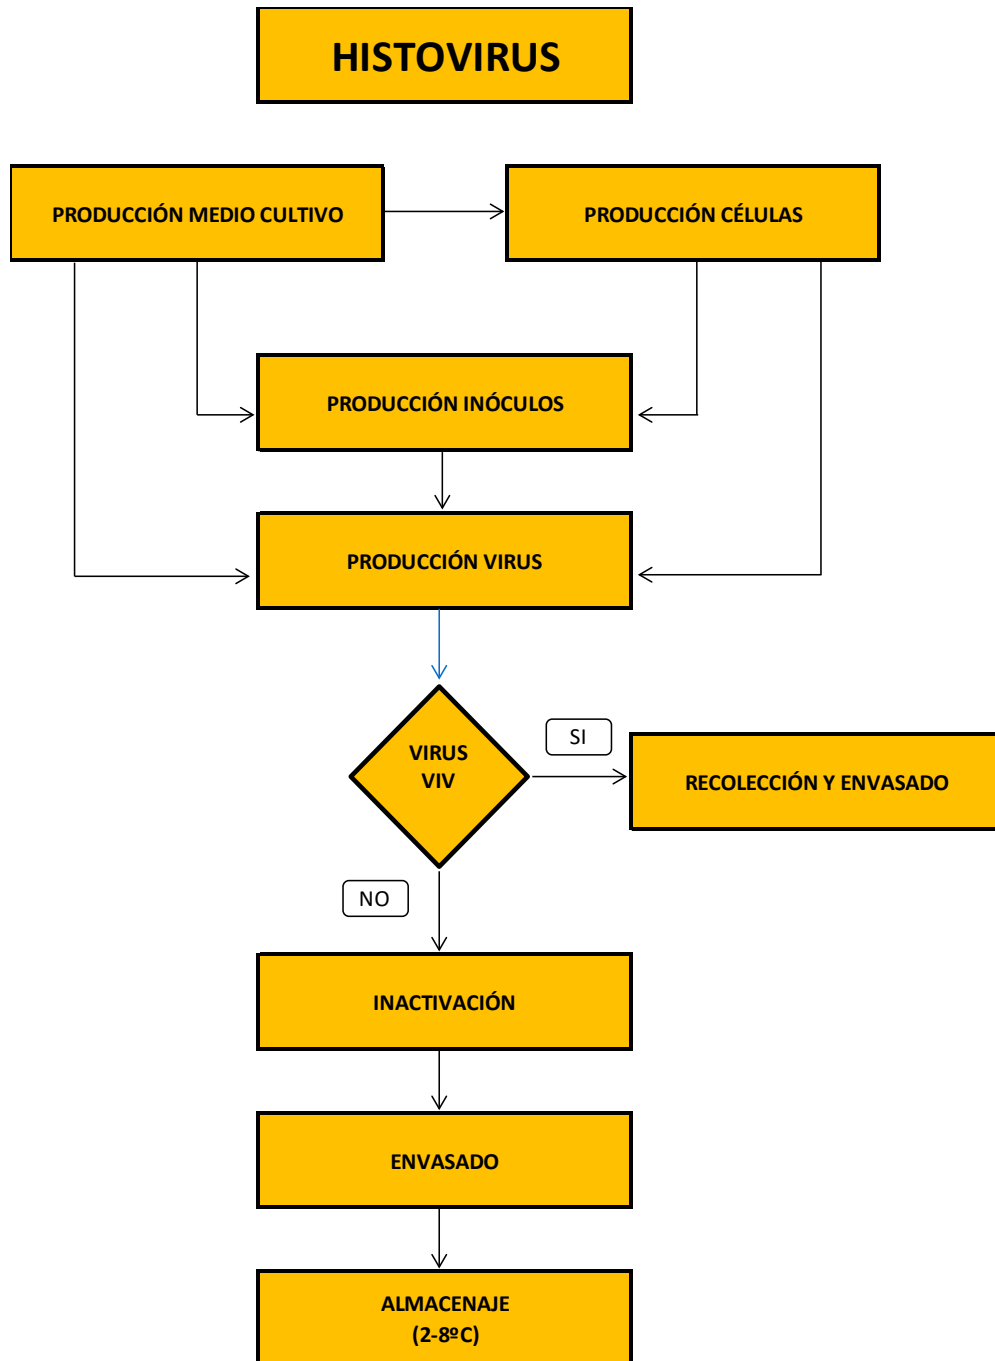 HISTOVIRUS
PRODUCCIÓN MEDIO CULTIVO
PRODUCCIÓN CÉLULAS
PRODUCCIÓN INÓCULOS
PRODUCCIÓN VIRUS
VIRUS
VIV
SI
RECOLECCIÓN Y ENVASADO
NO
INACTIVACIÓN
ENVASADO
ALMACENAJE
(2-8ºC)